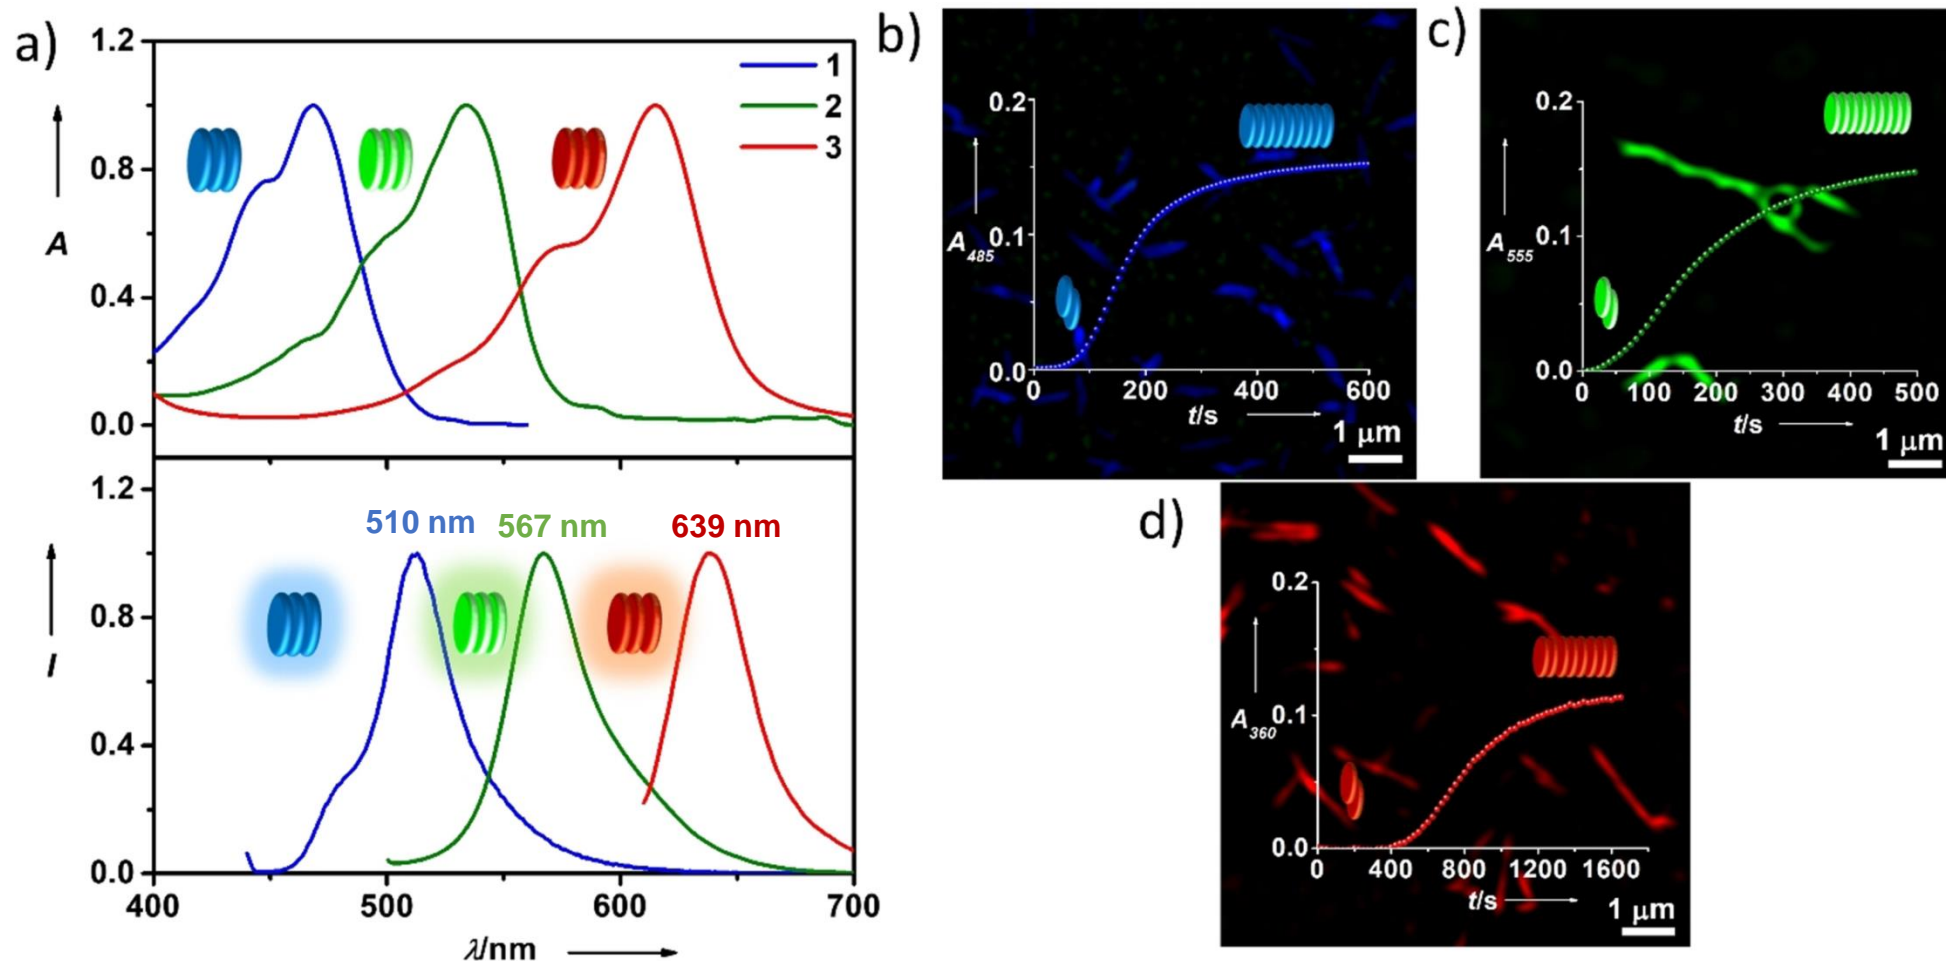 a)
1.2
0.8
0.4
0.0
A
1
2
3
1.2
0.8
0.4
0.0
I
510 nm 567 nm 639 nm
400 500 600 700
λ/nm
b)
0.2
0.1
0.0
A485
0 200 400 600
t/s
1 μm
c)
0.2
0.1
0.0
A555
0 100 200 300 400 500
t/s
1 μm
d)
0.2
0.1
0.0
A360
0 400 800 1200 1600
t/s
1 μm